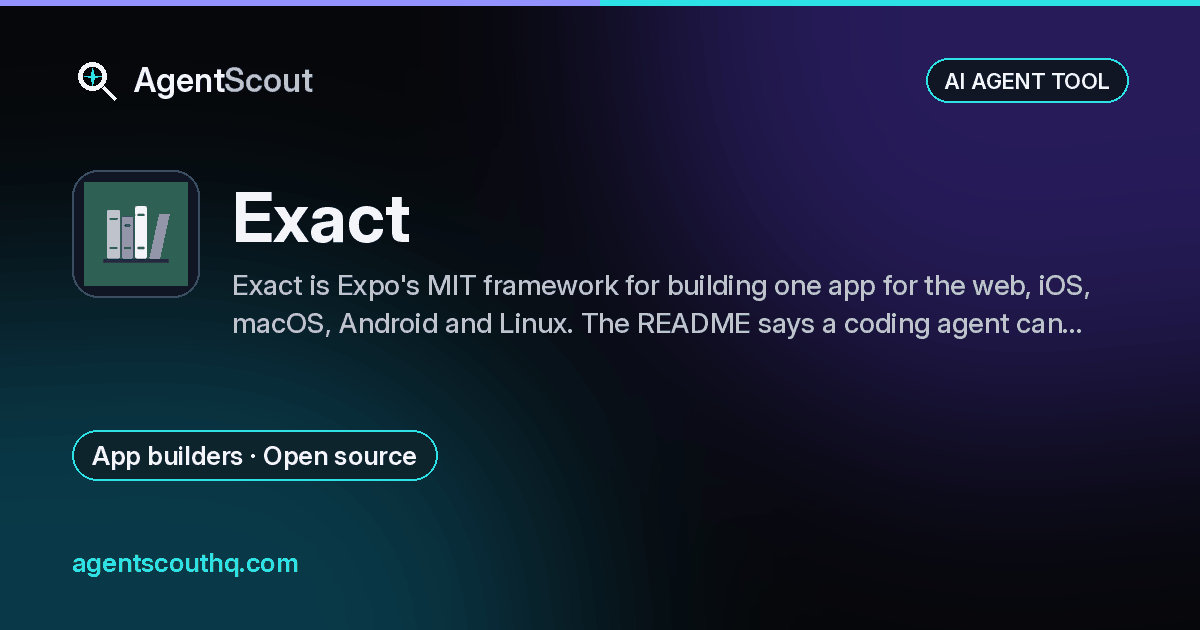 AgentScout
AI AGENT TOOL
Exact
Exact is Expo's MIT framework for building one app for the web, iOS,
macOS, Android and Linux. The README says a coding agent can...
App builders · Open source
agentscouthq.com